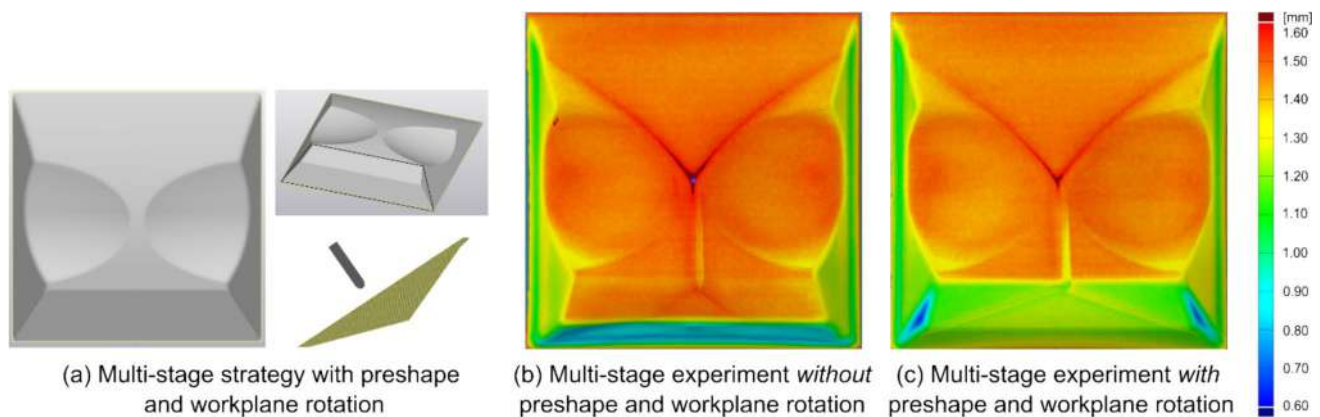 [mm]
1.60
1.50
1.40
1.30
1.20
1.10
1.00
0.90
0.80
0.70
0.60
(a) Multi-stage strategy with preshape
and workplane rotation
(b) Multi-stage experiment without
preshape and workplane rotation
(c) Multi-stage experiment with
preshape and workplane rotation